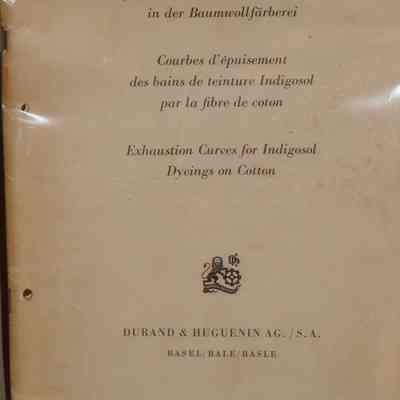 in der Baumwollfärberei
Courbes d'épuisement
des bains de teinture Indigosol
par la fibre de coton
Exhaustion Curves for Indigosol
Dyeings on Cotton
DURAND & HUGUENIN AG. / S.A.
BASEL/BALE/BASLE